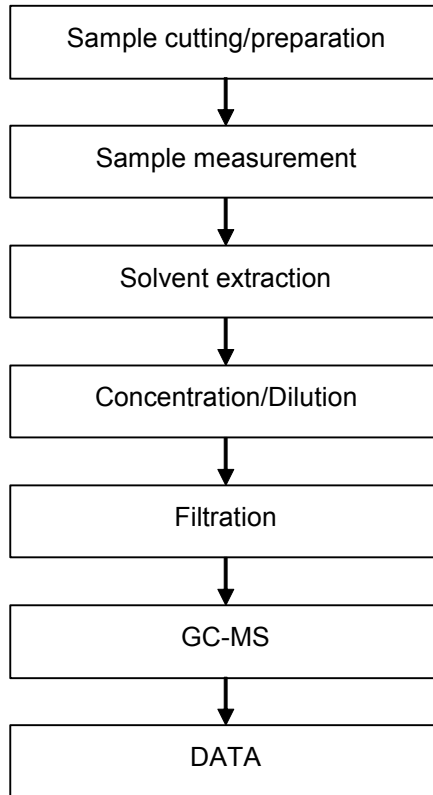 Sample cutting/preparation
Sample measurement
Solvent extraction
Concentration/Dilution
Filtration
GC-MS
DATA